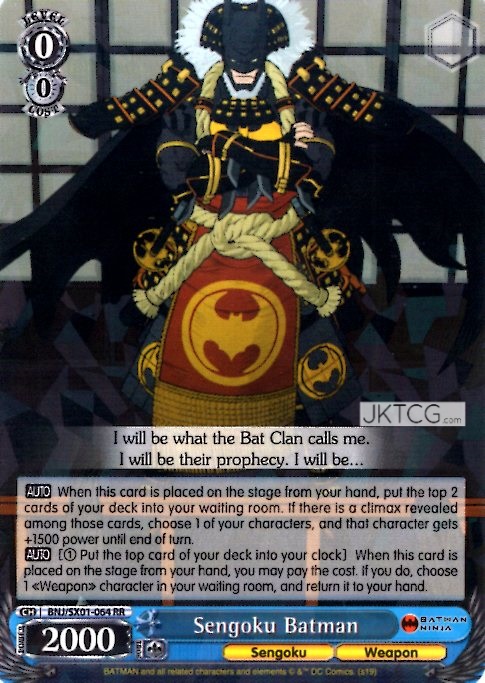 LEVEL
0
0
COST
JKTCG.com
I will be what the Bat Clan calls me.
I will be their prophecy. I will be...
AUTO When this card is placed on the stage from your hand, put the top 2
cards of your deck into your waiting room. If there is a climax revealed
among those cards, choose 1 of your characters, and that character gets
+1500 power until end of turn.
AUTO [① Put the top card of your deck into your clock] When this card is
placed on the stage from your hand, you may pay the cost. If you do, choose
1 «Weapon» character in your waiting room, and return it to your hand.
CH BNJ/SX01-064 RR
POWER 2000
Sengoku Batman
BATMAN NINJA
Sengoku Weapon
BATMAN and all related characters and elements © & ™ DC Comics. (s19)